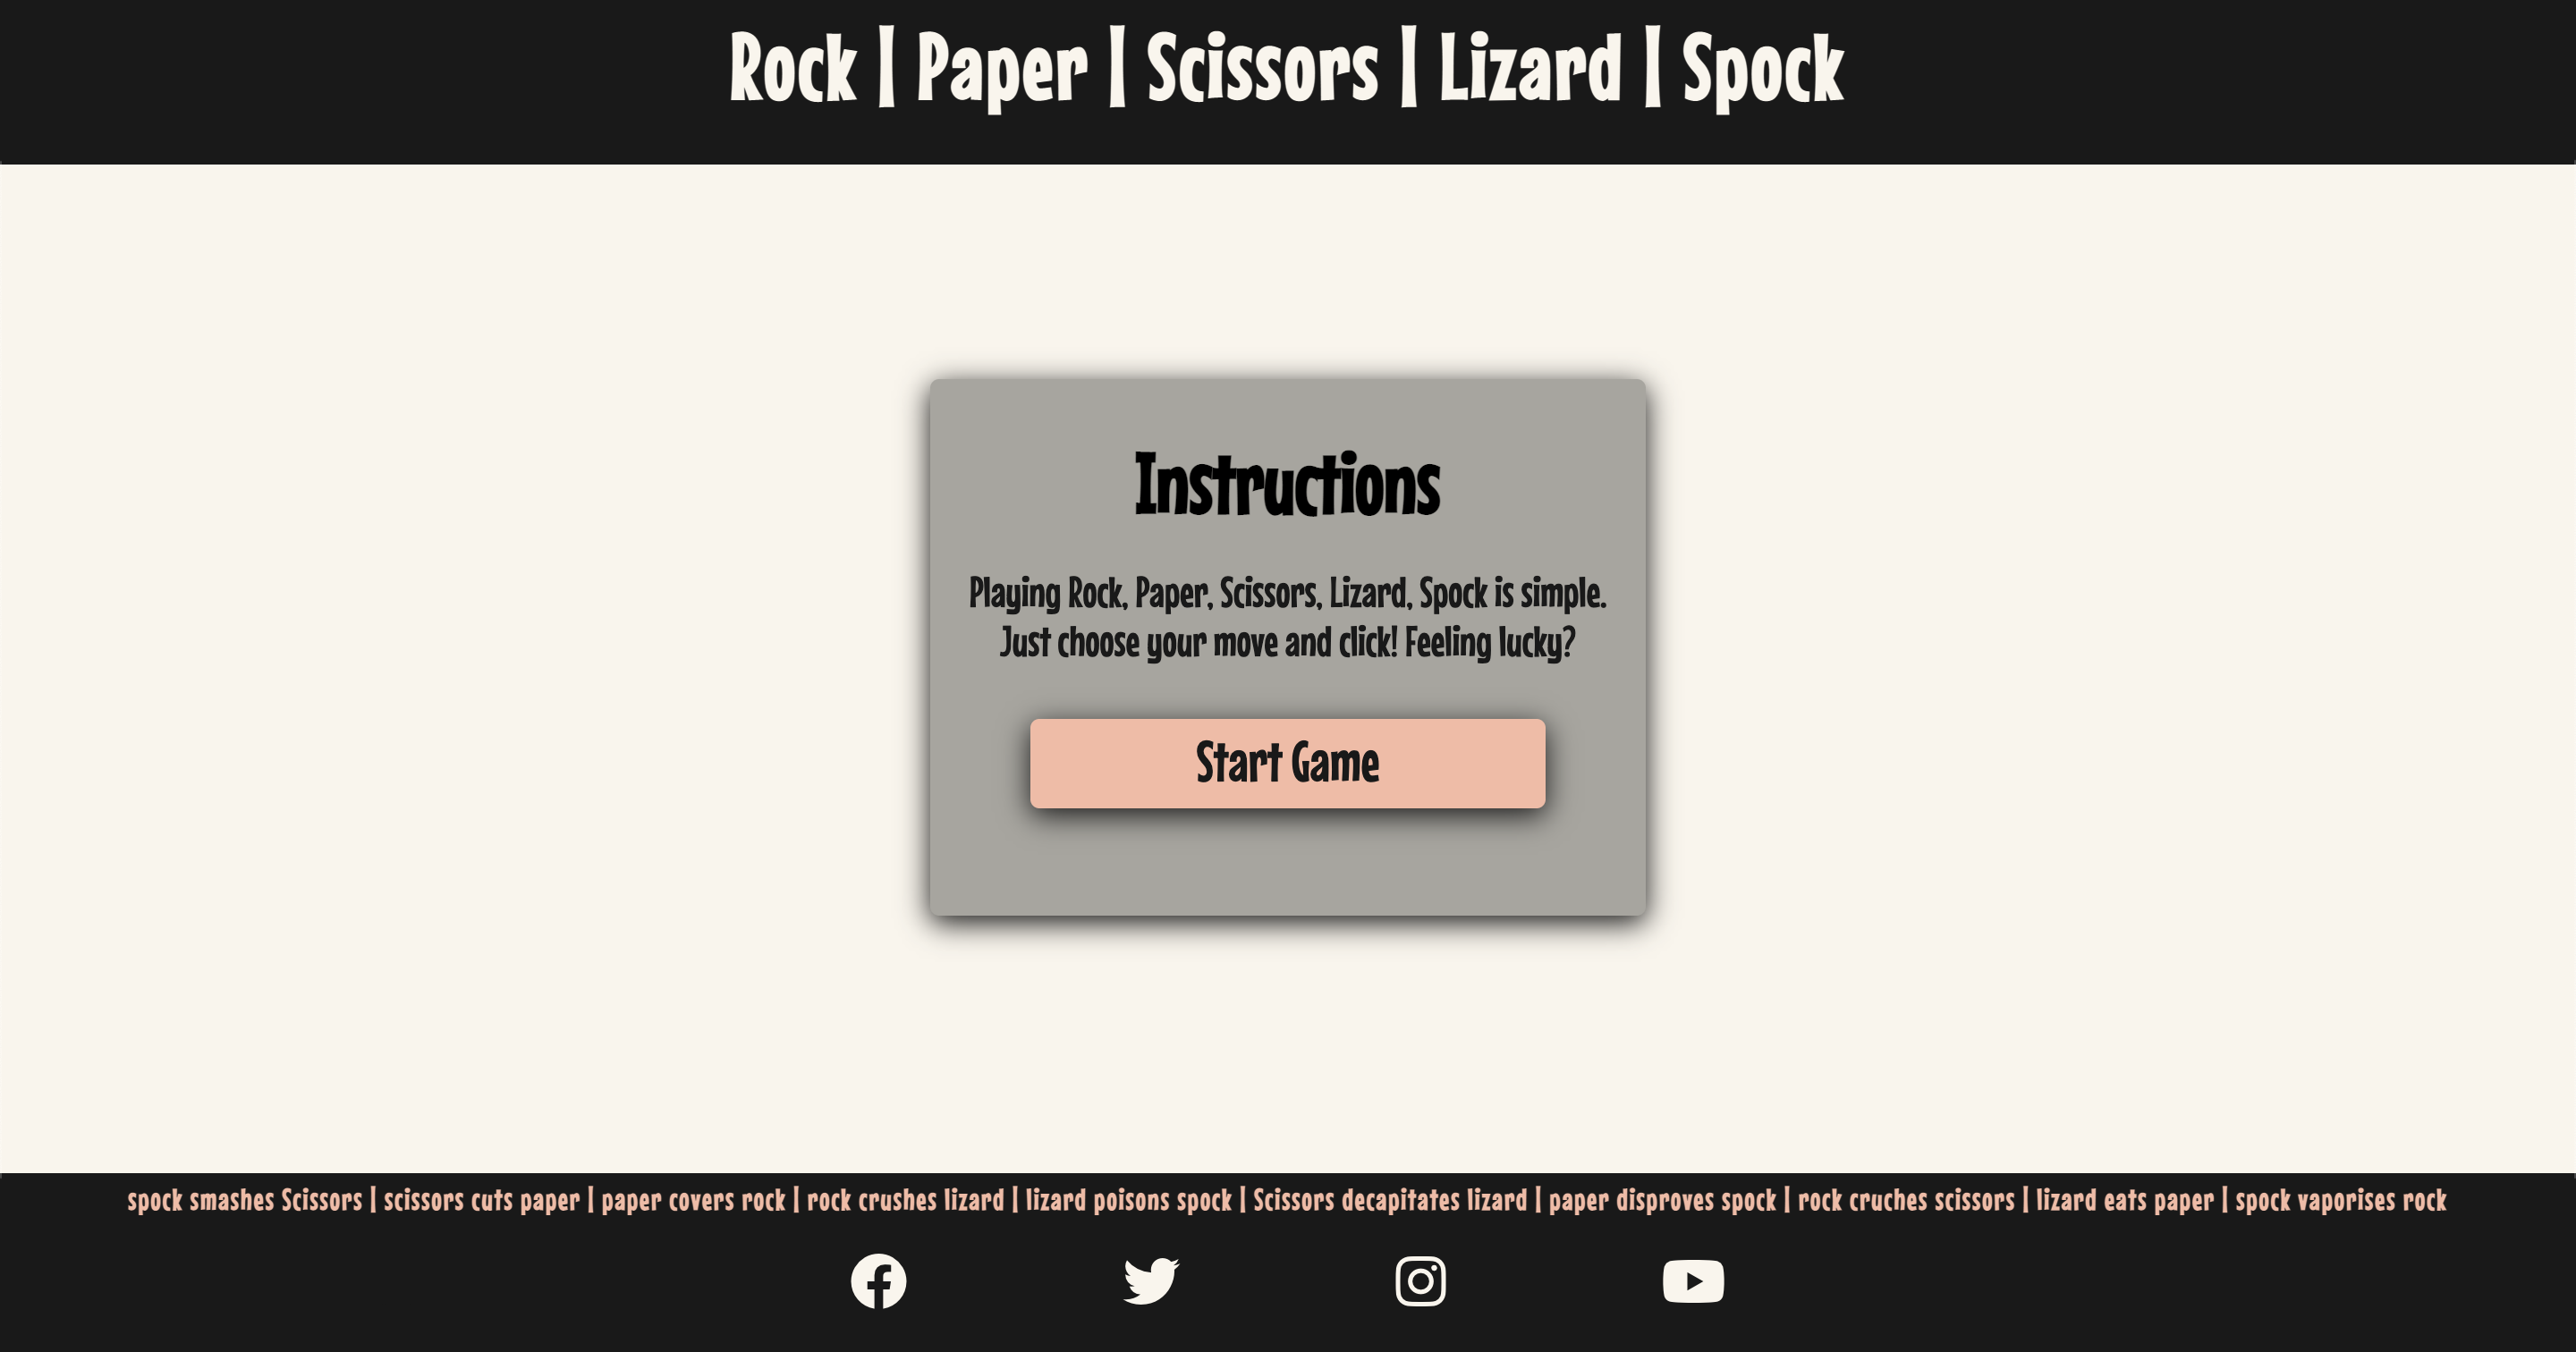 Rock | Paper | Scissors | Lizard | Spock
Instructions
Playing Rock, Paper, Scissors, Lizard, Spock is simple.
Just choose your move and click! Feeling lucky?
Start Game
spock smashes Scissors | scissors cuts paper | paper covers rock | rock crushes lizard | lizard poisons spock | Scissors decapitates lizard | paper disproves spock | rock cruches scissors | lizard eats paper | spock vaporises rock